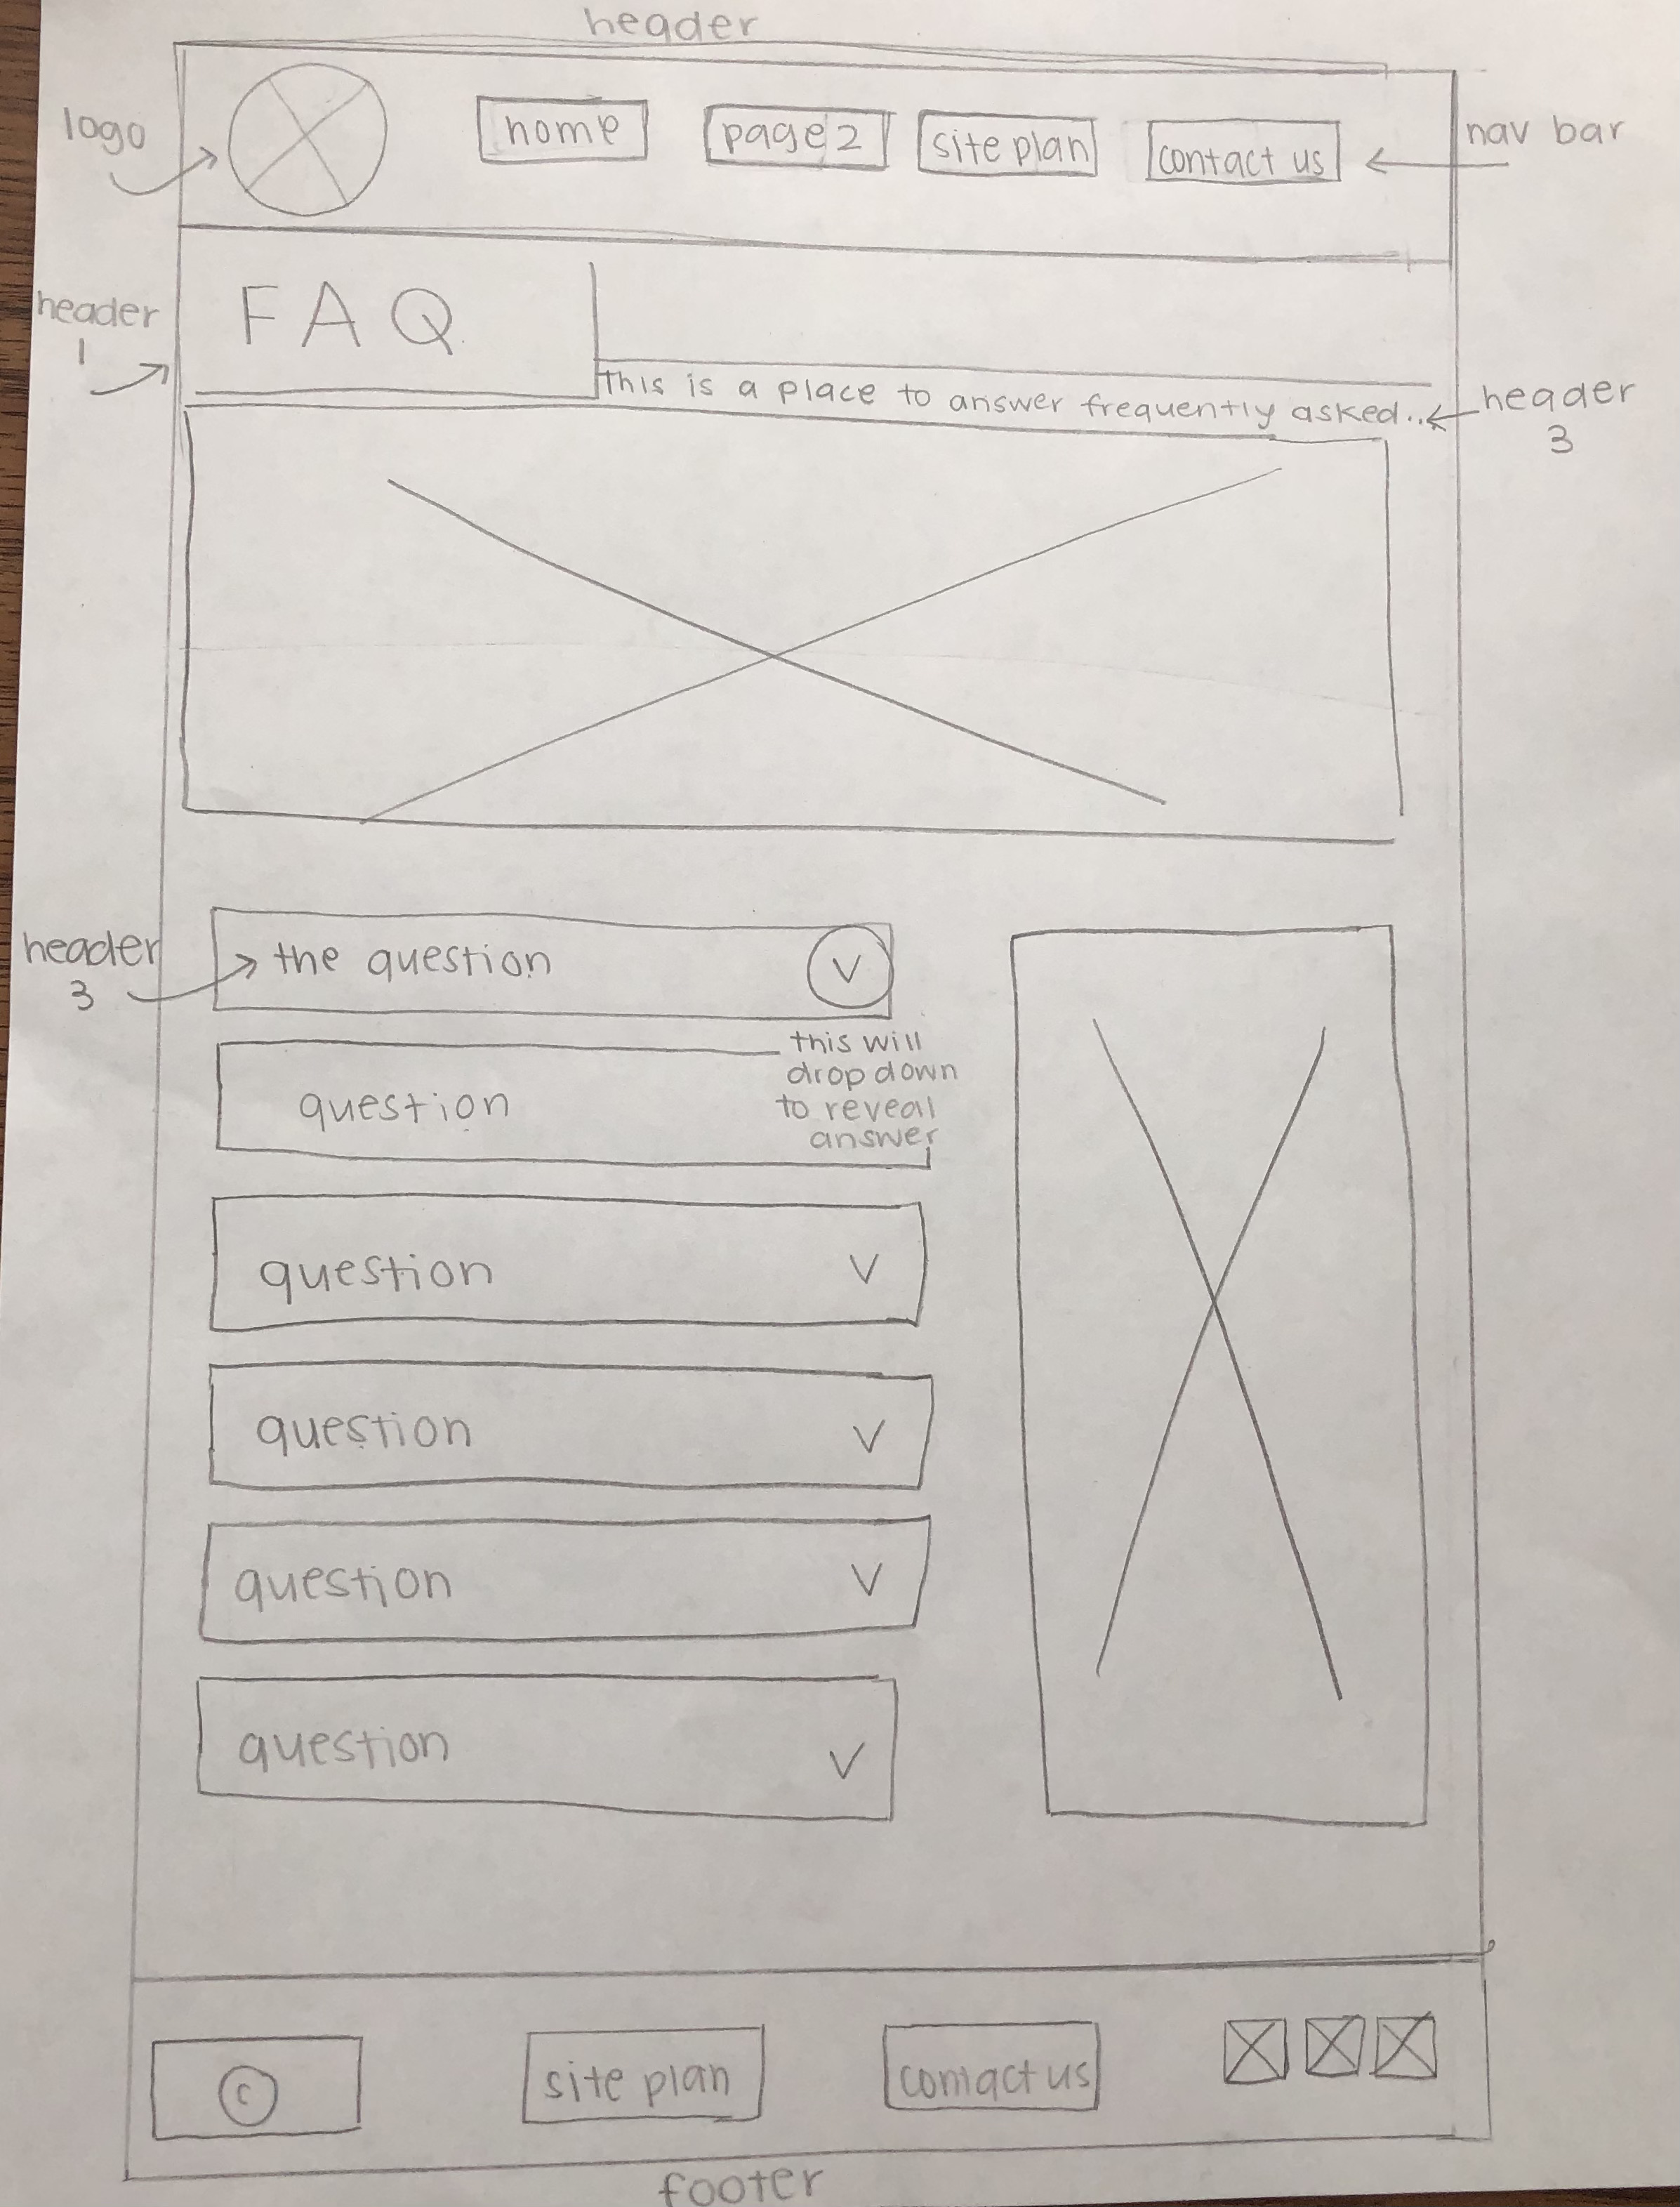 header
logo
home
page 2
site plan
contact us
nav bar
header
1
FAQ
This is a place to answer frequently asked...
header
3
header
3
the question
V
this will
drop down
to reveal
answer
question
question
V
question
V
question
V
question
V
©
site plan
contact us
footer